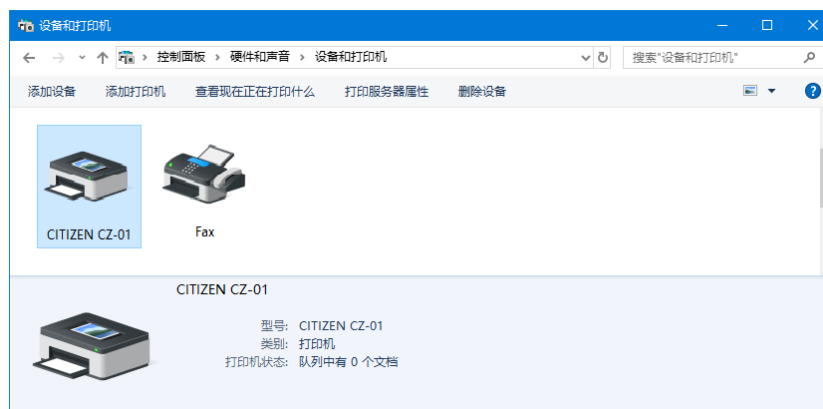 设备和打印机
控制面板 › 硬件和声音 › 设备和打印机
搜索"设备和打印机"
添加设备 添加打印机 查看现在正在打印什么 打印服务器属性 删除设备
CITIZEN CZ-01 Fax
CITIZEN CZ-01
型号: CITIZEN CZ-01
类别: 打印机
打印机状态: 队列中有 0 个文档